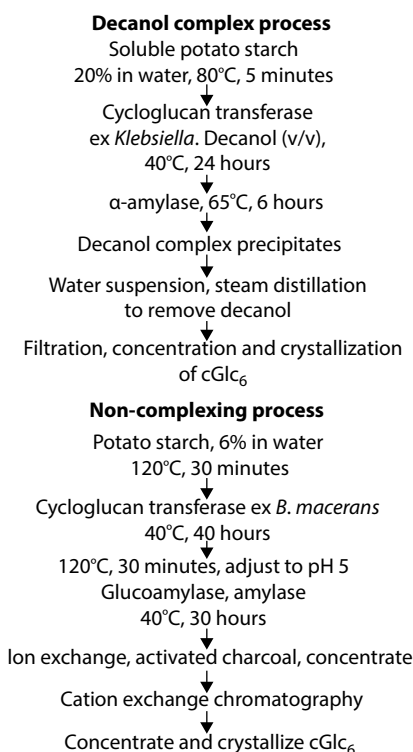 Decanol complex process
Soluble potato starch
20% in water, 80°C, 5 minutes
Cycloglucan transferase
ex Klebsiella. Decanol (v/v),
40°C, 24 hours
α-amylase, 65°C, 6 hours
Decanol complex precipitates
Water suspension, steam distillation
to remove decanol
Filtration, concentration and crystallization
of cGlc₆
Non-complexing process
Potato starch, 6% in water
120°C, 30 minutes
Cycloglucan transferase ex B. macerans
40°C, 40 hours
120°C, 30 minutes, adjust to pH 5
Glucoamylase, amylase
40°C, 30 hours
Ion exchange, activated charcoal, concentrate
Cation exchange chromatography
Concentrate and crystallize cGlc₆